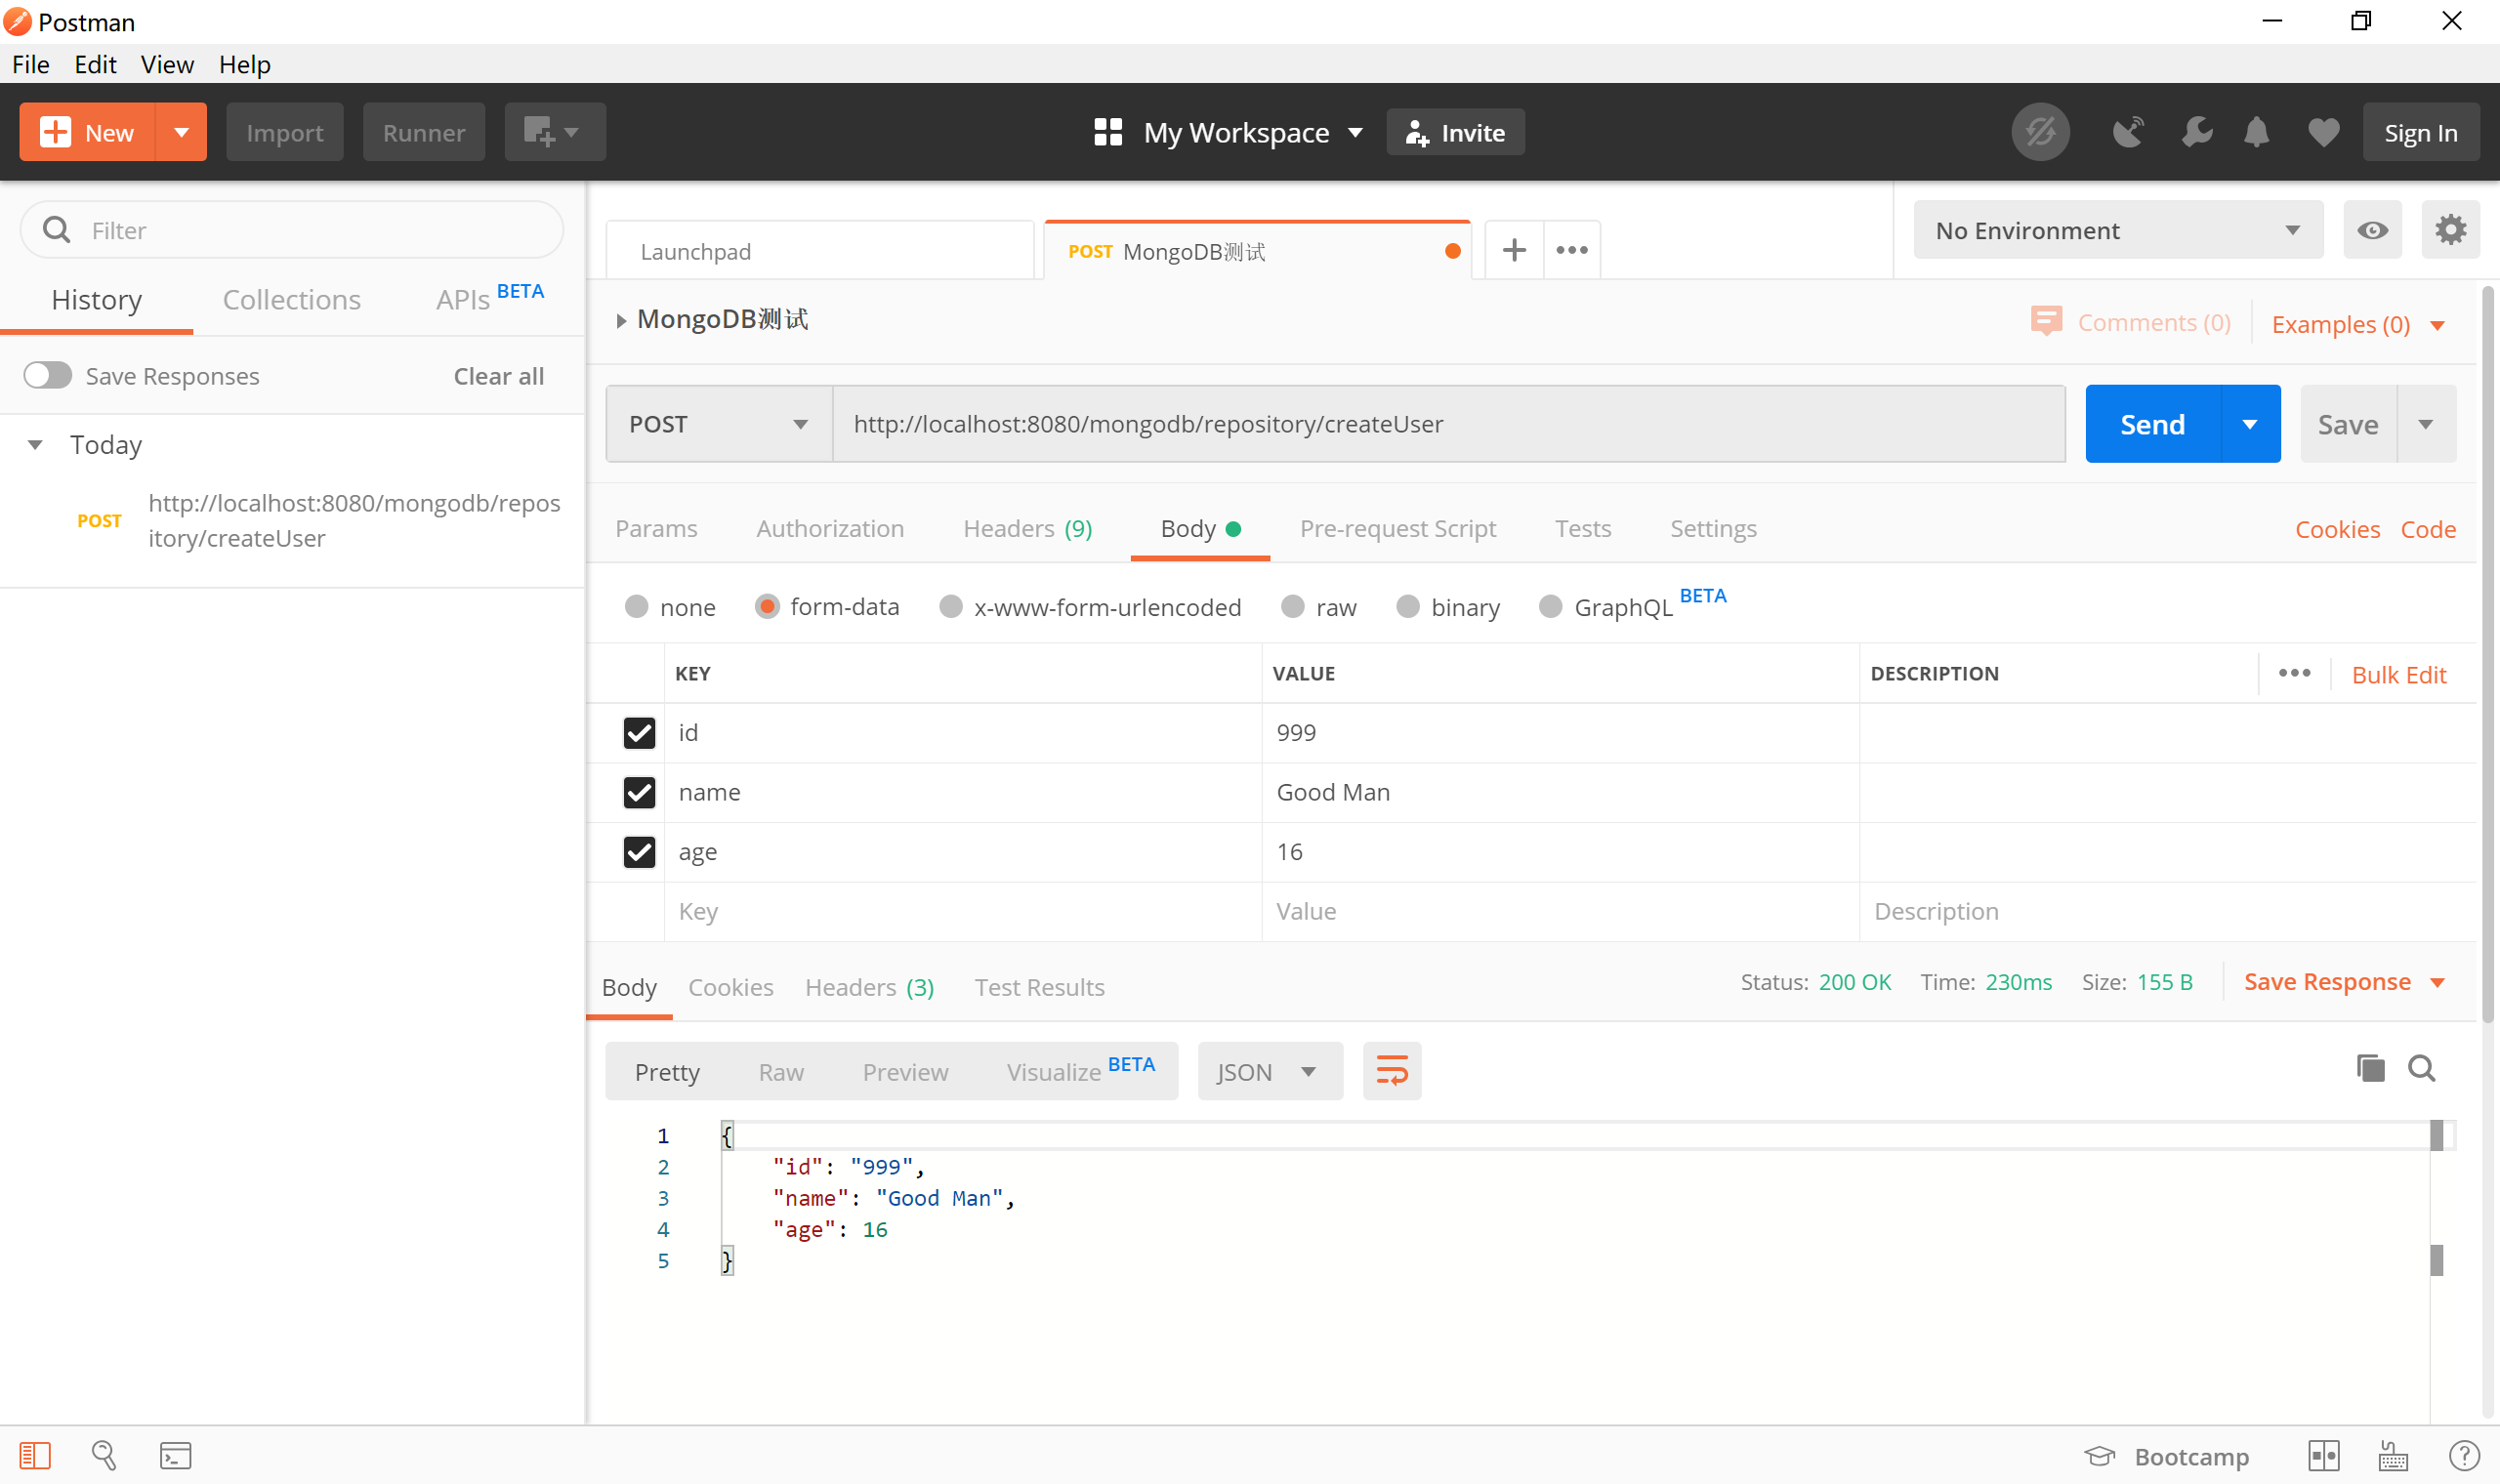 Postman
File Edit View Help
New Import Runner My Workspace Invite Sign In
Filter
History Collections APIs BETA
Save Responses Clear all
Today
POST http://localhost:8080/mongodb/repos
itory/createUser
Launchpad POST MongoDB测试 No Environment
MongoDB测试 Comments (0) Examples (0)
POST http://localhost:8080/mongodb/repository/createUser Send Save
Params Authorization Headers (9) Body Pre-request Script Tests Settings Cookies Code
none form-data x-www-form-urlencoded raw binary GraphQL BETA
KEY VALUE DESCRIPTION Bulk Edit
id 999
name Good Man
age 16
Key Value Description
Body Cookies Headers (3) Test Results Status: 200 OK Time: 230ms Size: 155 B Save Response
Pretty Raw Preview Visualize BETA JSON
1 {
2 "id": "999",
3 "name": "Good Man",
4 "age": 16
5 }
Bootcamp